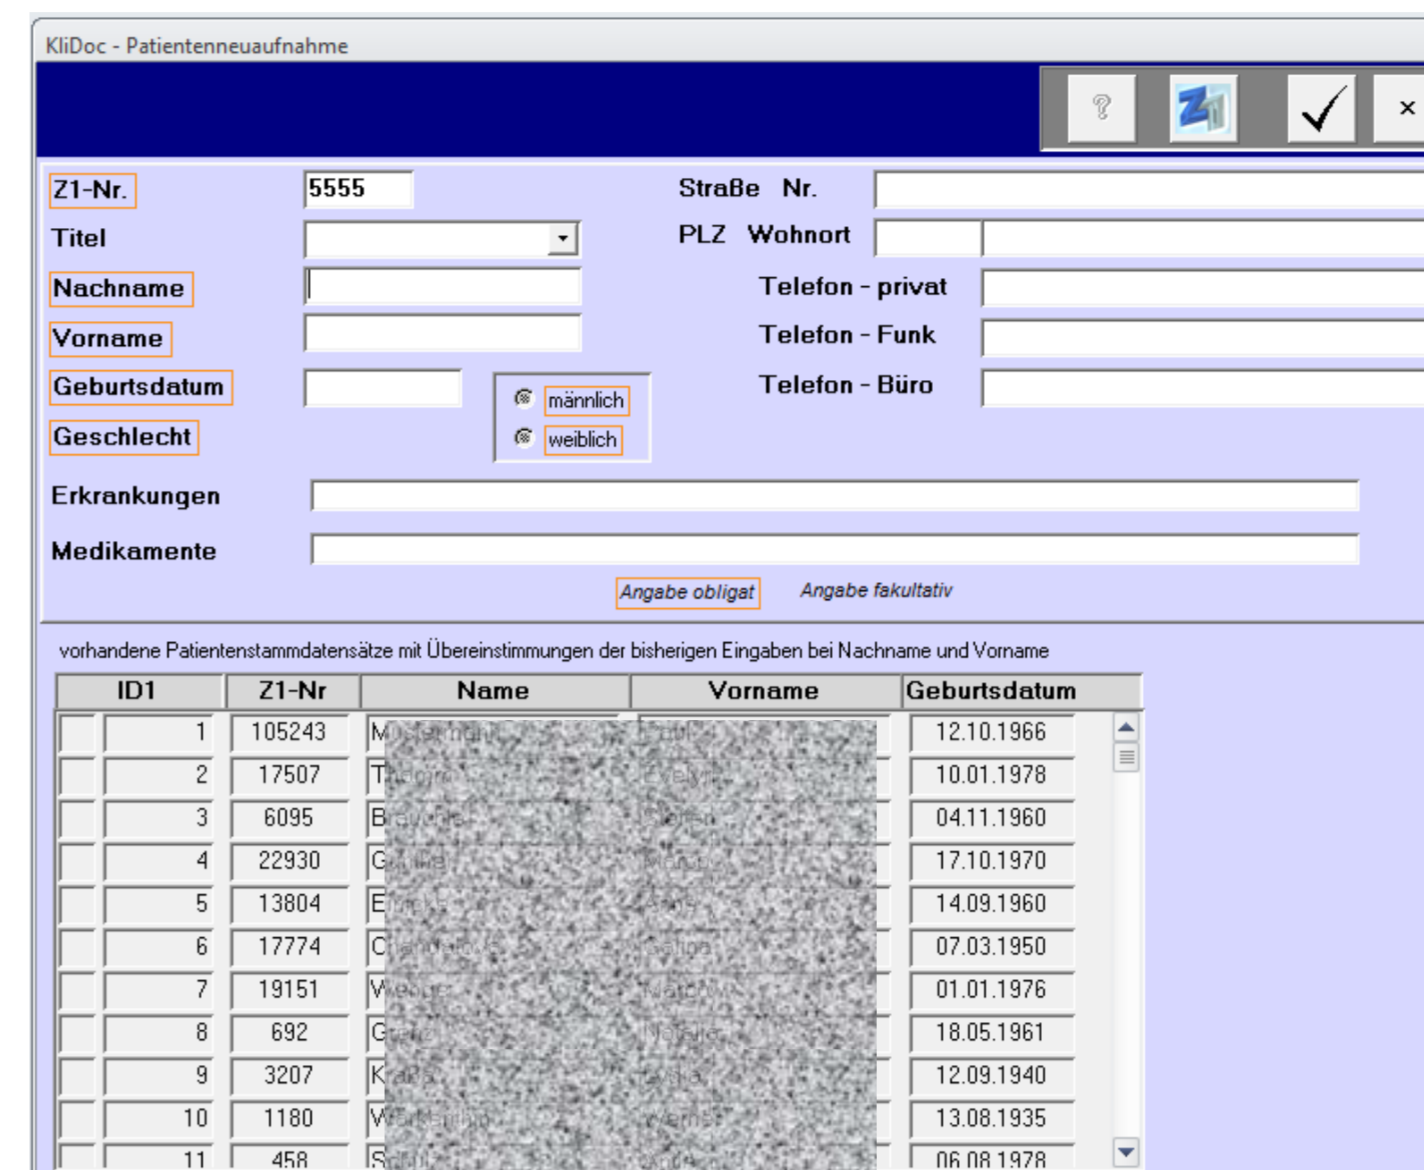 KliDoc - Patientenneuaufnahme
?
Z1
×
Z1-Nr. 5555 Straße Nr.
Titel PLZ Wohnort
Nachname Telefon - privat
Vorname Telefon - Funk
Geburtsdatum männlich Telefon - Büro
Geschlecht weiblich
Erkrankungen
Medikamente
Angabe obligat Angabe fakultativ
vorhandene Patientenstammdatensätze mit Übereinstimmungen der bisherigen Eingaben bei Nachname und Vorname
ID1 Z1-Nr Name Vorname Geburtsdatum
1 105243 12.10.1966
2 17507 10.01.1978
3 6095 04.11.1960
4 22930 17.10.1970
5 13804 14.09.1960
6 17774 07.03.1950
7 19151 01.01.1976
8 692 18.05.1961
9 3207 12.09.1940
10 1180 13.08.1935
11 458 06.08.1978